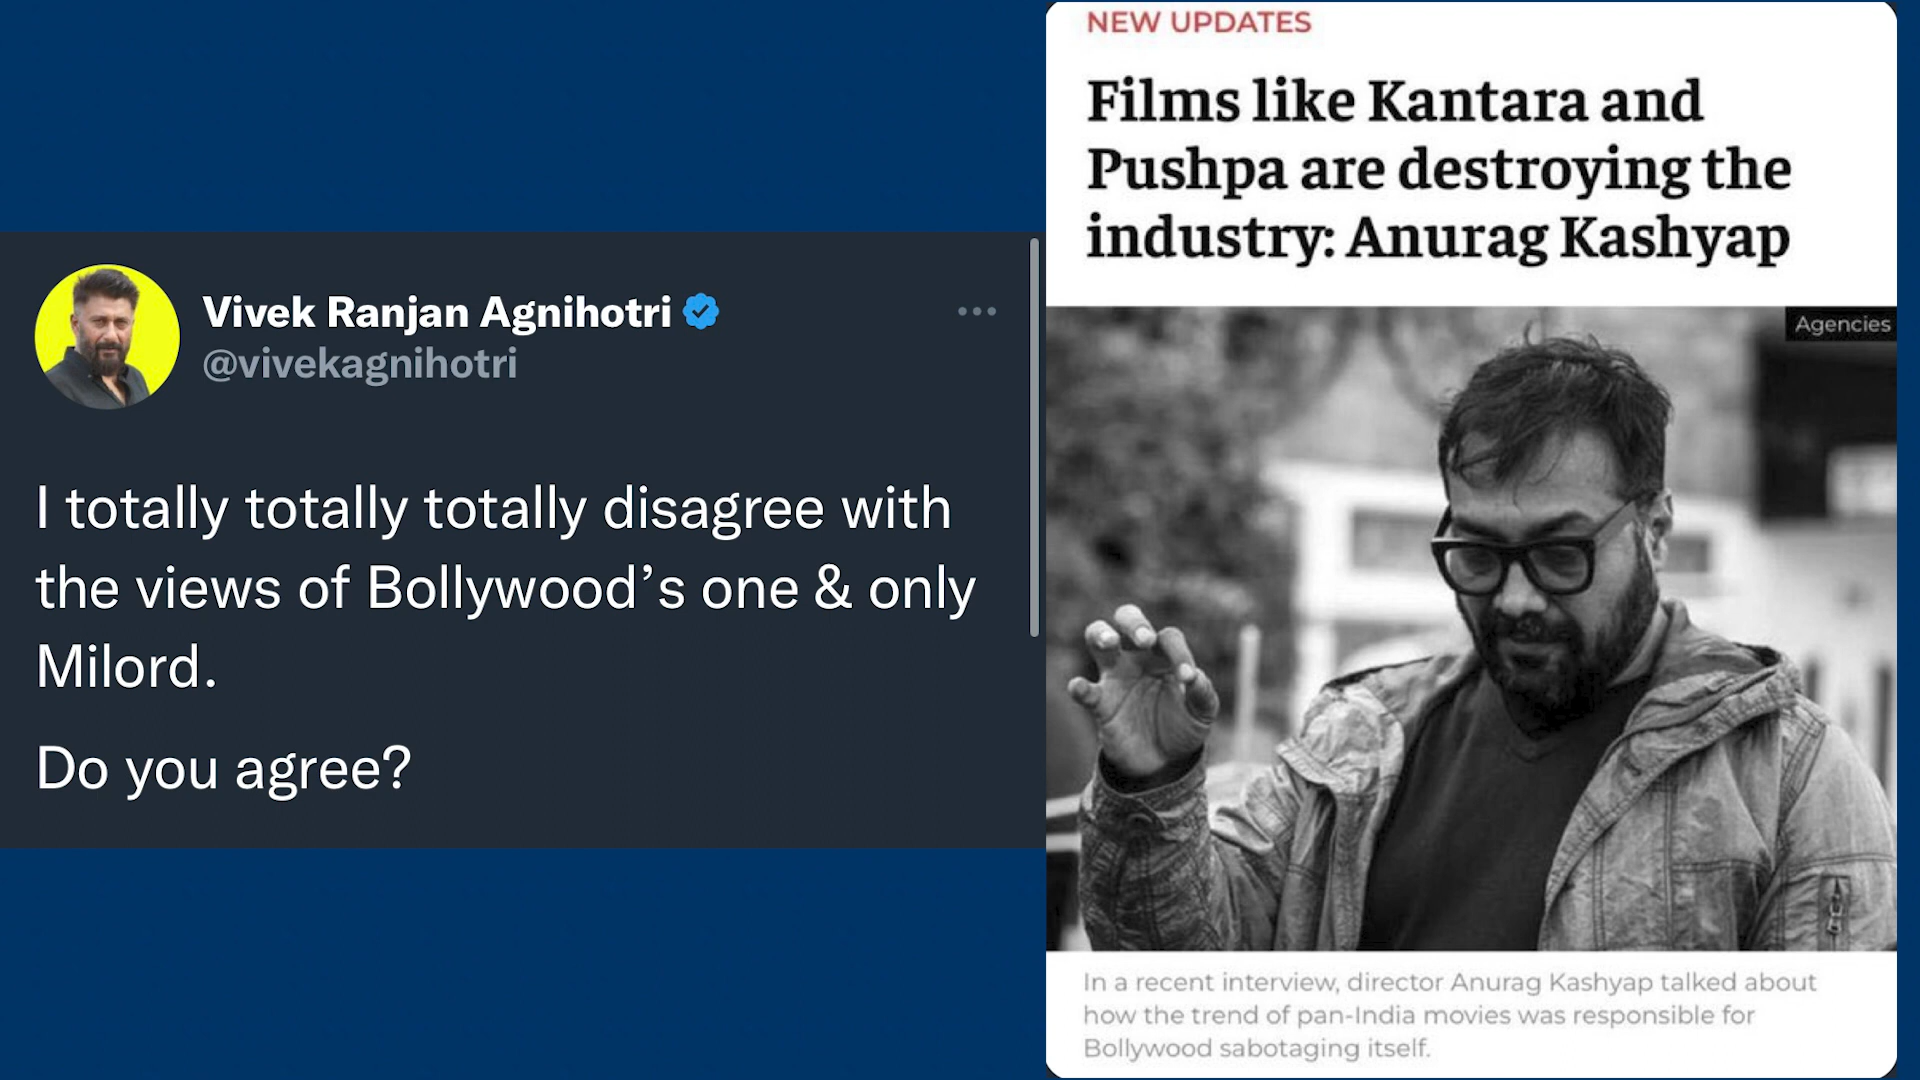 Vivek Ranjan Agnihotri
@vivekagnihotri
I totally totally totally disagree with
the views of Bollywood’s one & only
Milord.
Do you agree?
NEW UPDATES
Films like Kantara and
Pushpa are destroying the
industry: Anurag Kashyap
Agencies
In a recent interview, director Anurag Kashyap talked about
how the trend of pan-India movies was responsible for
Bollywood sabotaging itself.